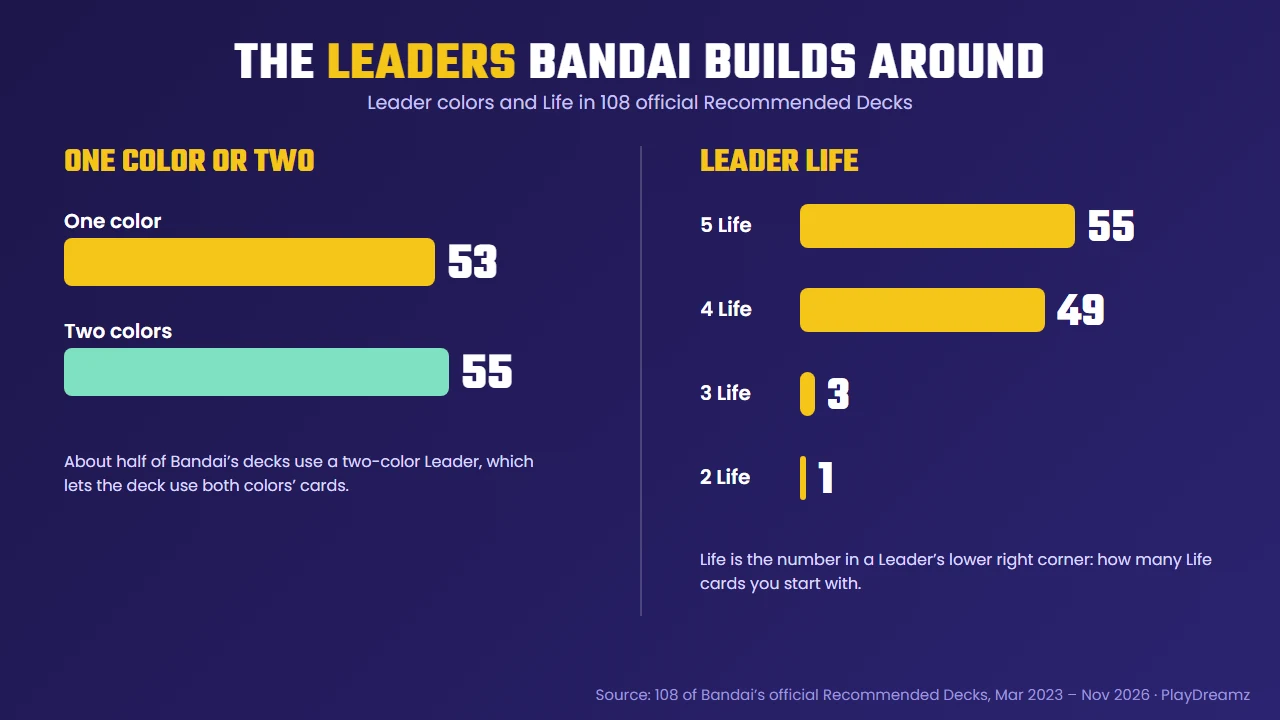 THE LEADERS BANDAI BUILDS AROUND
Leader colors and Life in 108 official Recommended Decks
ONE COLOR OR TWO
One color
53
Two colors
55
About half of Bandai’s decks use a two-color Leader, which
lets the deck use both colors’ cards.
LEADER LIFE
5 Life
55
4 Life
49
3 Life
3
2 Life
1
Life is the number in a Leader’s lower right corner: how many Life
cards you start with.
Source: 108 of Bandai’s official Recommended Decks, Mar 2023 – Nov 2026 · PlayDreamz